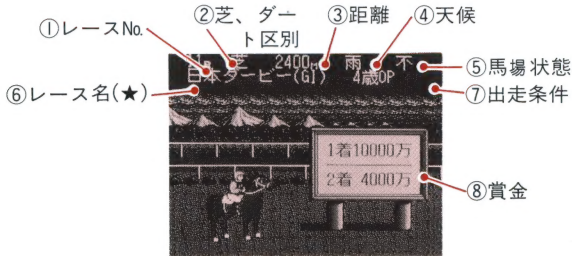 ①レースNo.
②芝、ダー
ト区別
③距離
④天候
11R 芝 2400m 雨 不
日本ダービー(GI) 4歳OP
⑤馬場状態
⑥レース名(★)
⑦出走条件
1着10000万
2着 4000万
⑧賞金